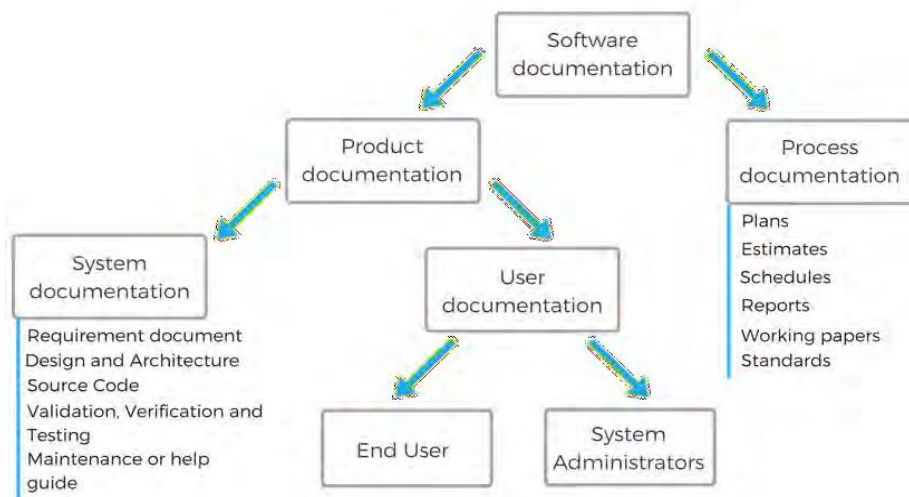 Software
documentation
Product
documentation
Process
documentation
Plans
Estimates
Schedules
Reports
Working papers
Standards
System
documentation
Requirement document
Design and Architecture
Source Code
Validation, Verification and
Testing
Maintenance or help
guide
User
documentation
End User
System
Administrators